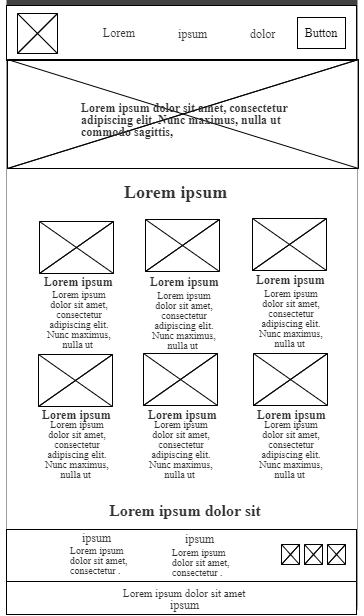 Lorem ipsum dolor Button
Lorem ipsum dolor sit amet, consectetur
adipiscing elit. Nunc maximus, nulla ut
commodo sagittis,
Lorem ipsum
Lorem ipsum
Lorem ipsum
dolor sit amet,
consectetur
adipiscing elit.
Nunc maximus,
nulla ut
Lorem ipsum
Lorem ipsum
dolor sit amet,
consectetur
adipiscing elit.
Nunc maximus,
nulla ut
Lorem ipsum
Lorem ipsum
dolor sit amet,
consectetur
adipiscing elit.
Nunc maximus,
nulla ut
Lorem ipsum
Lorem ipsum
dolor sit amet,
consectetur
adipiscing elit.
Nunc maximus,
nulla ut
Lorem ipsum
Lorem ipsum
dolor sit amet,
consectetur
adipiscing elit.
Nunc maximus,
nulla ut
Lorem ipsum
Lorem ipsum
dolor sit amet,
consectetur
adipiscing elit.
Nunc maximus,
nulla ut
Lorem ipsum dolor sit
ipsum
Lorem ipsum
dolor sit amet,
consectetur .
ipsum
Lorem ipsum
dolor sit amet,
consectetur .
Lorem ipsum dolor sit amet
ipsum